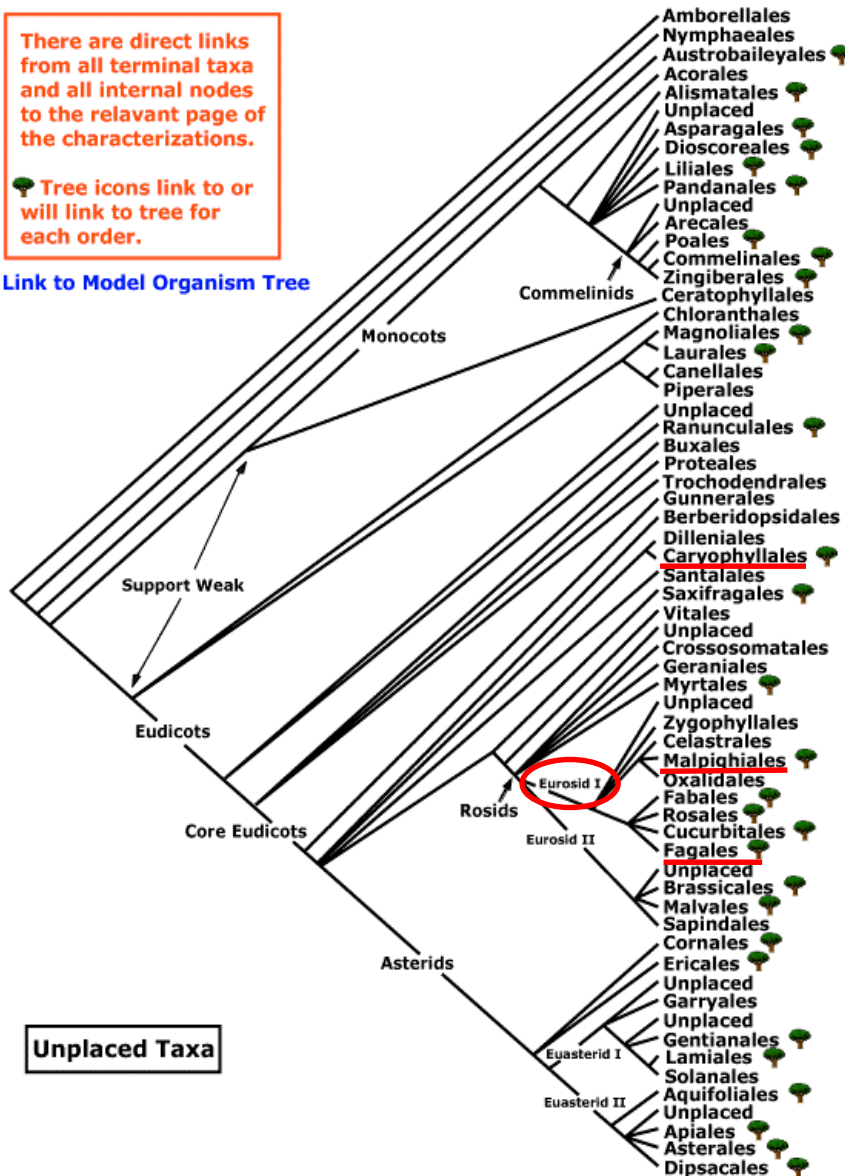 There are direct links
from all terminal taxa
and all internal nodes
to the relavant page of
the characterizations.
Tree icons link to or
will link to tree for
each order.
Link to Model Organism Tree
Amborellales
Nymphaeales
Austrobaileyales
Acorales
Alismatales
Unplaced
Asparagales
Dioscoreales
Liliales
Pandanales
Unplaced
Arecales
Poales
Commelinales
Zingiberales
Commelinids
Ceratophyllales
Chloranthales
Monocots
Magnoliales
Laurales
Canellales
Piperales
Unplaced
Ranunculales
Buxales
Proteales
Trochodendrales
Gunnerales
Berberidopsidales
Dilleniales
Caryophyllales
Support Weak
Santalales
Saxifragales
Vitales
Unplaced
Crossosomatales
Geraniales
Myrtales
Unplaced
Eudicots
Zygophyllales
Celastrales
Malpighiales
Oxalidales
Eurosid I
Rosids
Fabales
Rosales
Cucurbitales
Core Eudicots
Eurosid II
Fagales
Unplaced
Brassicales
Malvales
Sapindales
Cornales
Asterids
Ericales
Unplaced
Garryales
Unplaced
Gentianales
Unplaced Taxa
Euasterid I
Lamiales
Solanales
Aquifoliales
Euasterid II
Unplaced
Apiales
Asterales
Dipsacales